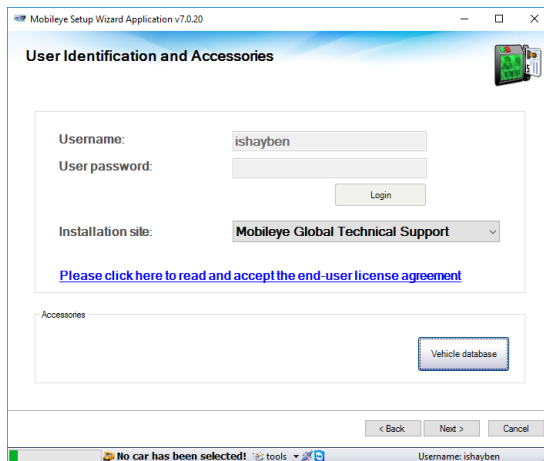 Mobileye Setup Wizard Application v7.0.20
User Identification and Accessories
Username:
ishayben
User password:
Login
Installation site:
Mobileye Global Technical Support
Please click here to read and accept the end-user license agreement
Accessories
Vehicle database
< Back
Next >
Cancel
No car has been selected!
tools
Username: ishayben